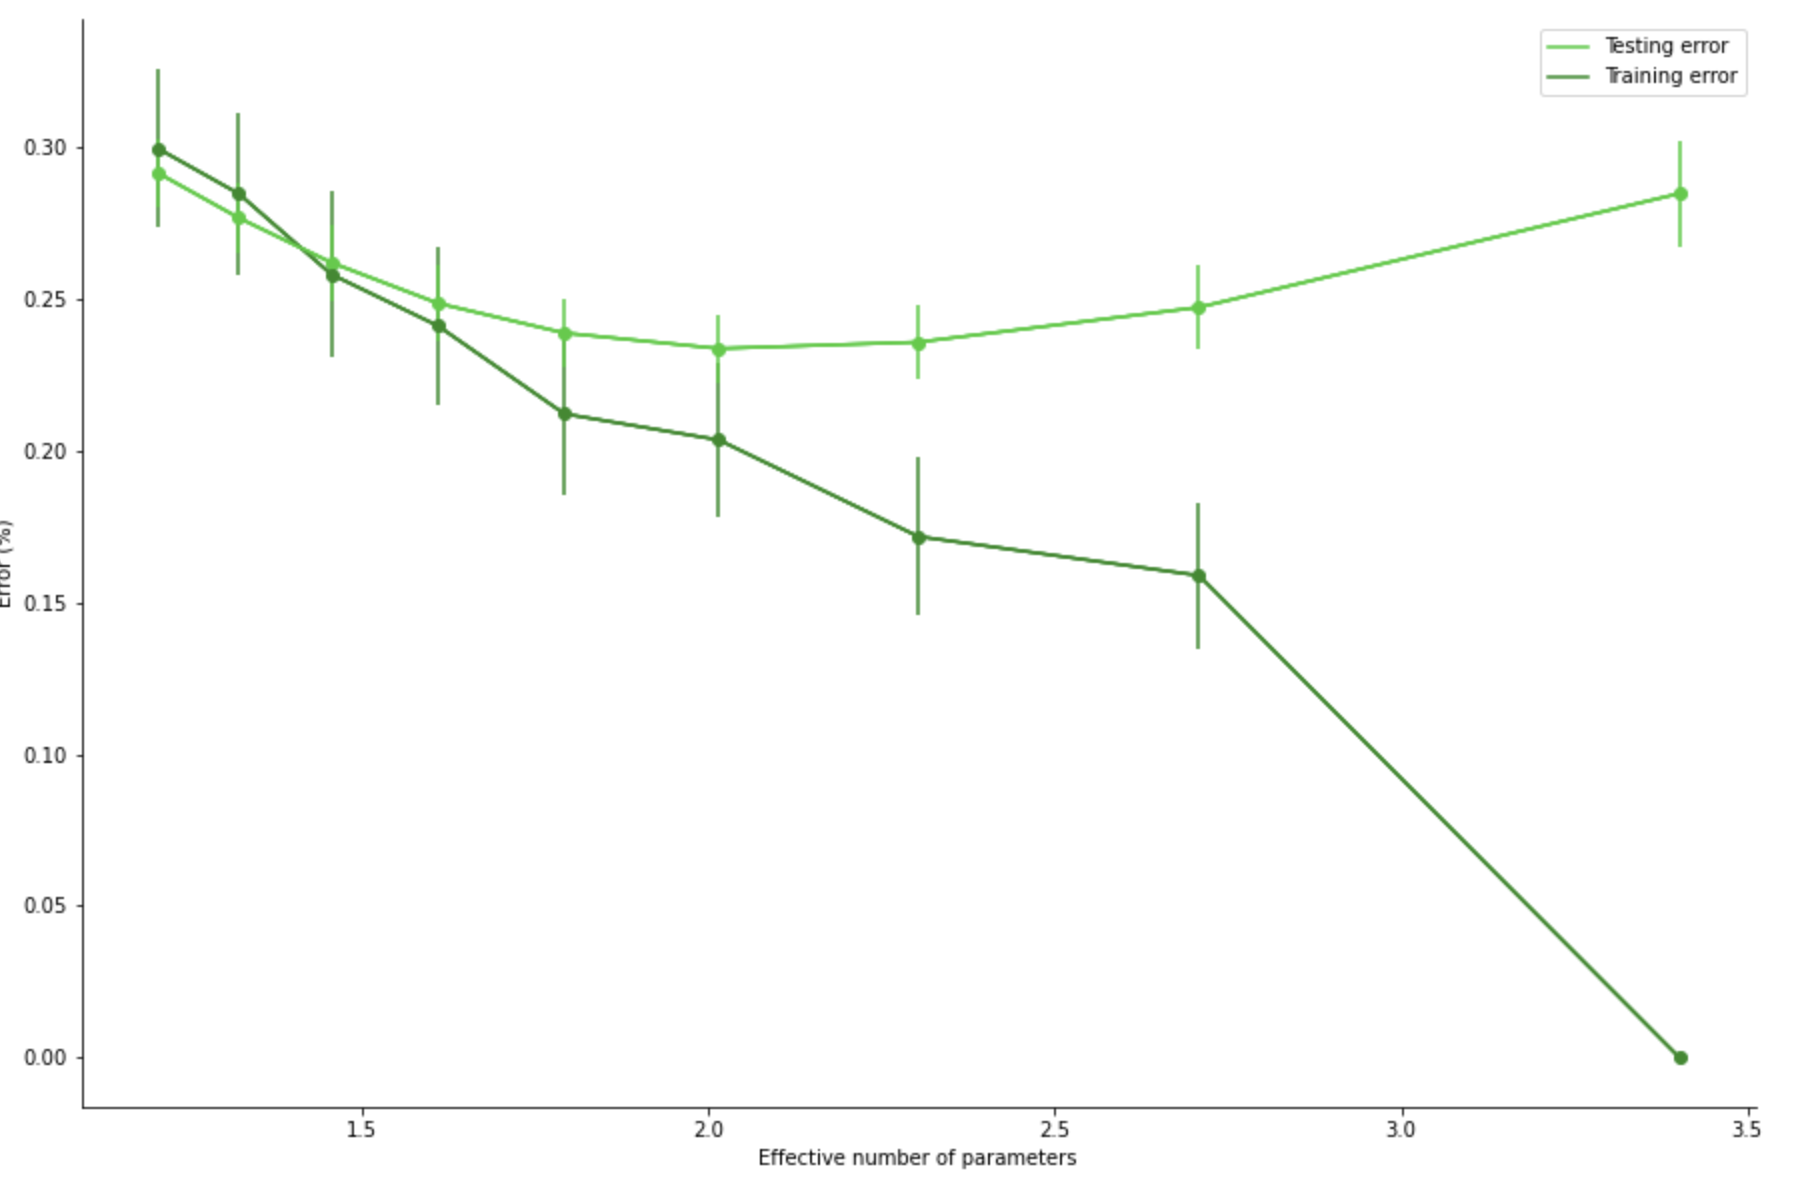 Testing error
Training error
0.30
0.25
0.20
0.15
0.10
0.05
0.00
Error (%)
1.5 2.0 2.5 3.0 3.5
Effective number of parameters